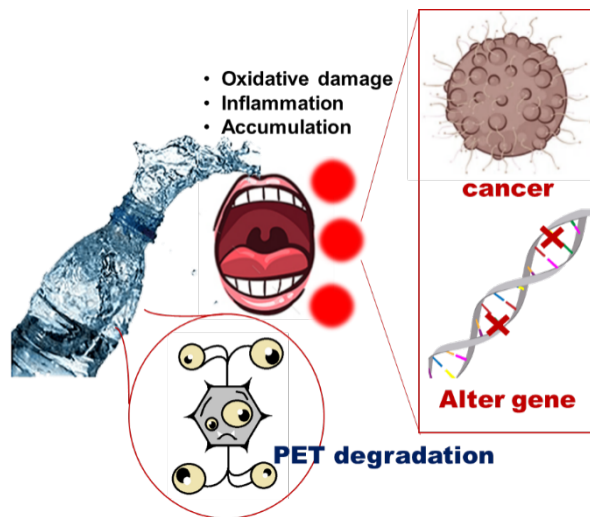 • Oxidative damage
• Inflammation
• Accumulation
cancer
Alter gene
PET degradation